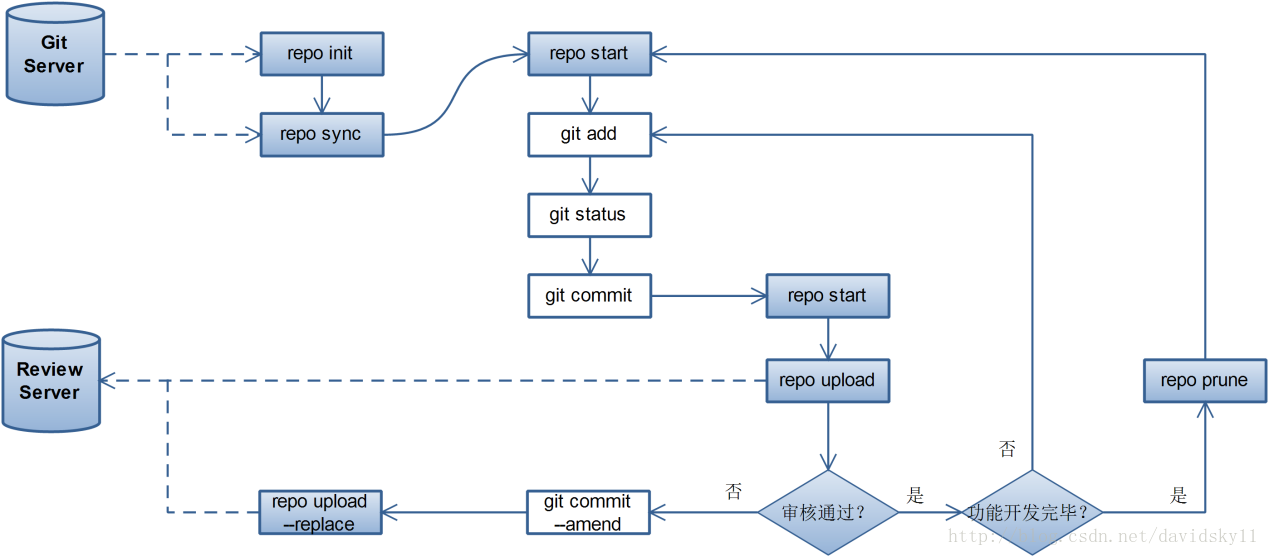 Git
Server
repo init
repo start
repo sync
git add
git status
git commit
repo start
Review
Server
repo upload
repo prune
否
repo upload
--replace
git commit
--amend
否
审核通过?
是
功能开发完毕?
是
csdn.net/davidsky11